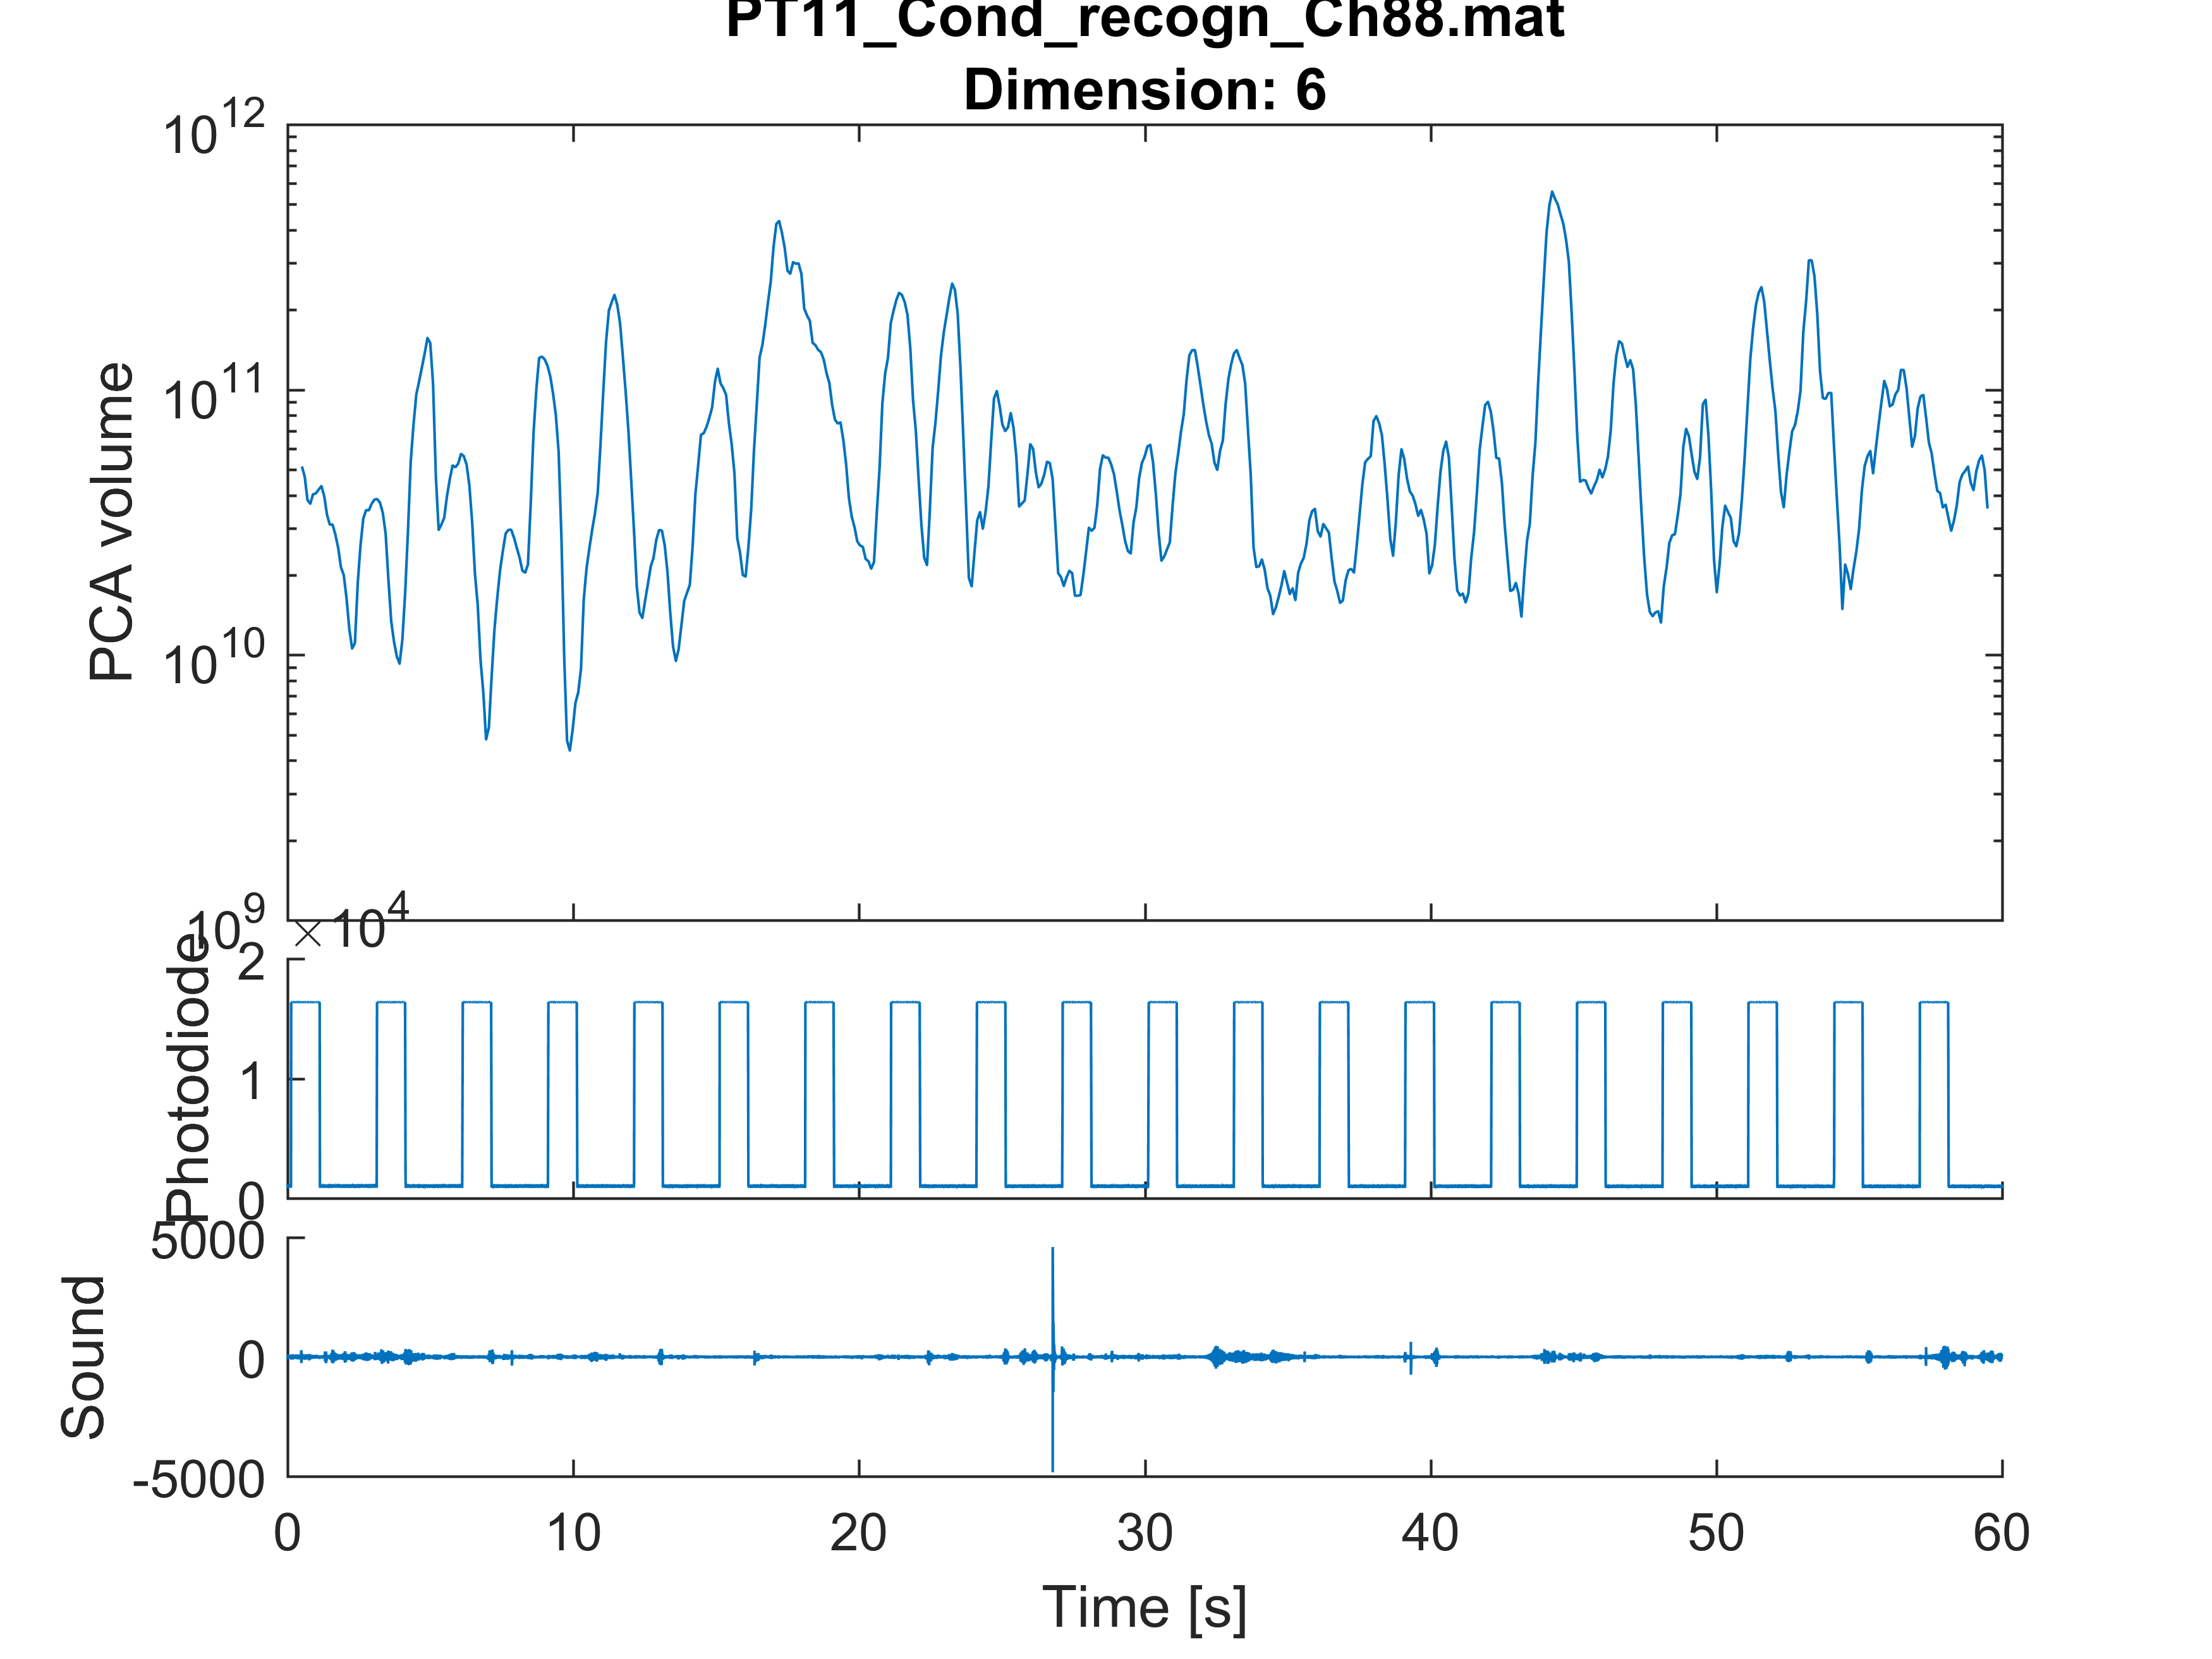 PT11_Cond_recogn_Ch88.mat
Dimension: 6
10^12
10^11
10^10
10^9
PCA volume
×10^4
2
1
0
Photodiode
5000
0
-5000
Sound
0 10 20 30 40 50 60
Time [s]